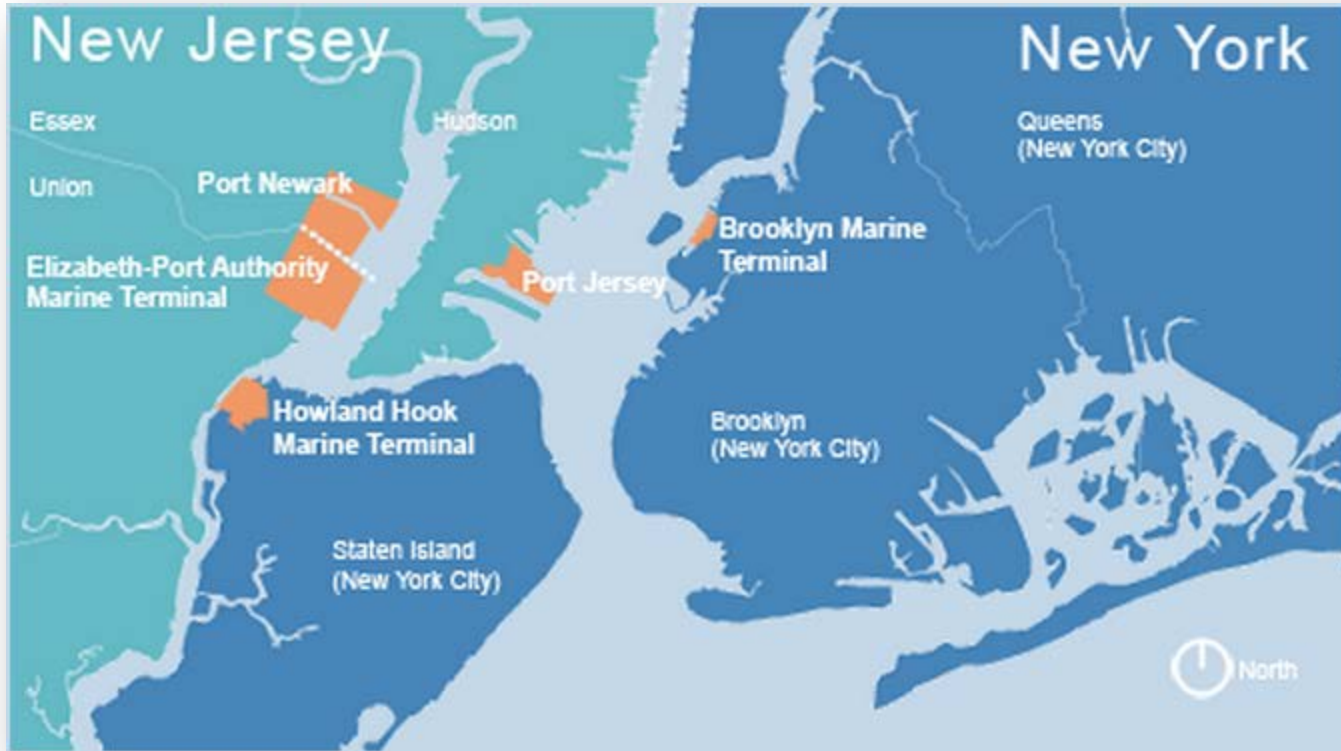 New Jersey
New York
Essex
Hudson
Queens
(New York City)
Union
Port Newark
Brooklyn Marine
Terminal
Elizabeth-Port Authority
Marine Terminal
Port Jersey
Howland Hook
Marine Terminal
Brooklyn
(New York City)
Staten Island
(New York City)
North